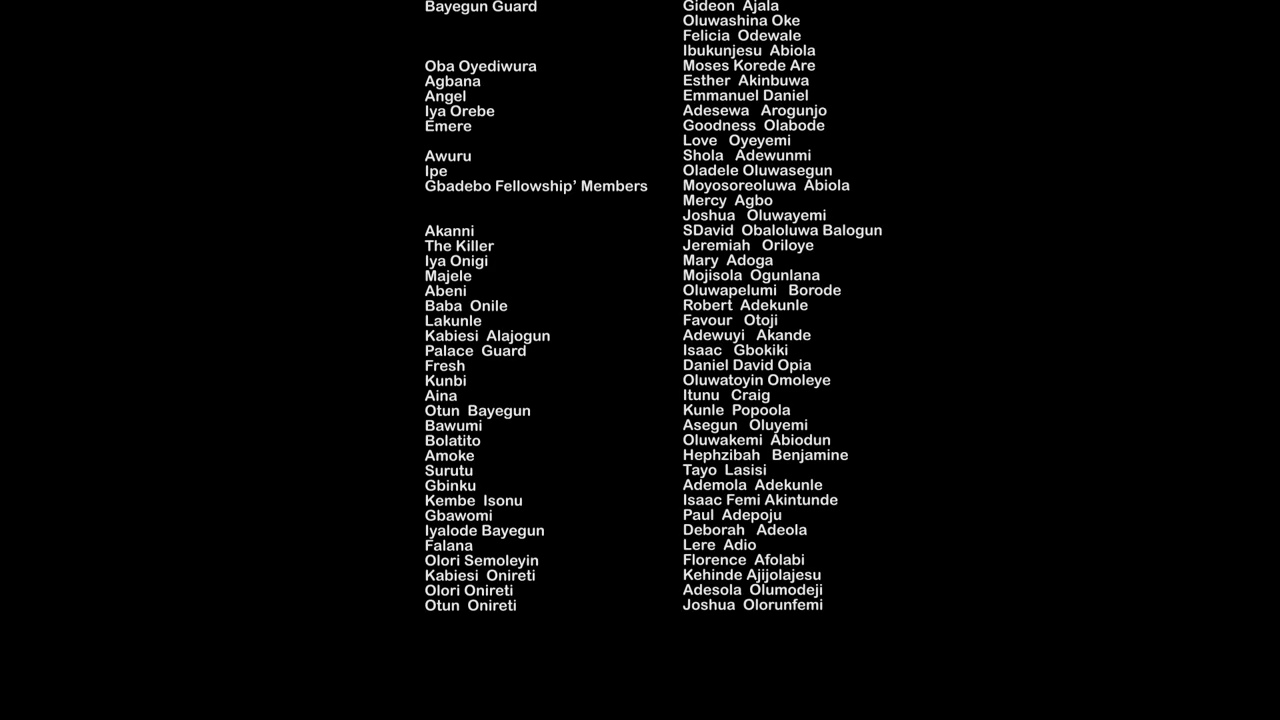 Bayegun Guard Gideon Ajala
Oluwashina Oke
Felicia Odewale
Ibukunjesu Abiola
Oba Oyediwura Moses Korede Are
Agbana Esther Akinbuwa
Angel Emmanuel Daniel
Iya Orebe Adesewa Arogunjo
Emere Goodness Olabode
Love Oyeyemi
Awuru Shola Adewunmi
Ipe Oladele Oluwasegun
Gbadebo Fellowship’ Members Moyosoreoluwa Abiola
Mercy Agbo
Joshua Oluwayemi
Akanni SDavid Obaloluwa Balogun
The Killer Jeremiah Oriloye
Iya Onigi Mary Adoga
Majele Mojisola Ogunlana
Abeni Oluwapelumi Borode
Baba Onile Robert Adekunle
Lakunle Favour Otoji
Kabiesi Alajogun Adewuyi Akande
Palace Guard Isaac Gbokiki
Fresh Daniel David Opia
Kunbi Oluwatoyin Omoleye
Aina Itunu Craig
Otun Bayegun Kunle Popoola
Bawumi Asegun Oluyemi
Bolatito Oluwakemi Abiodun
Amoke Hephzibah Benjamine
Surutu Tayo Lasisi
Gbinku Ademola Adekunle
Kembe Isonu Isaac Femi Akintunde
Gbawomi Paul Adepoju
Iyalode Bayegun Deborah Adeola
Falana Lere Adio
Olori Semoleyin Florence Afolabi
Kabiesi Onireti Kehinde Ajijolajesu
Olori Onireti Adesola Olumodeji
Otun Onireti Joshua Olorunfemi